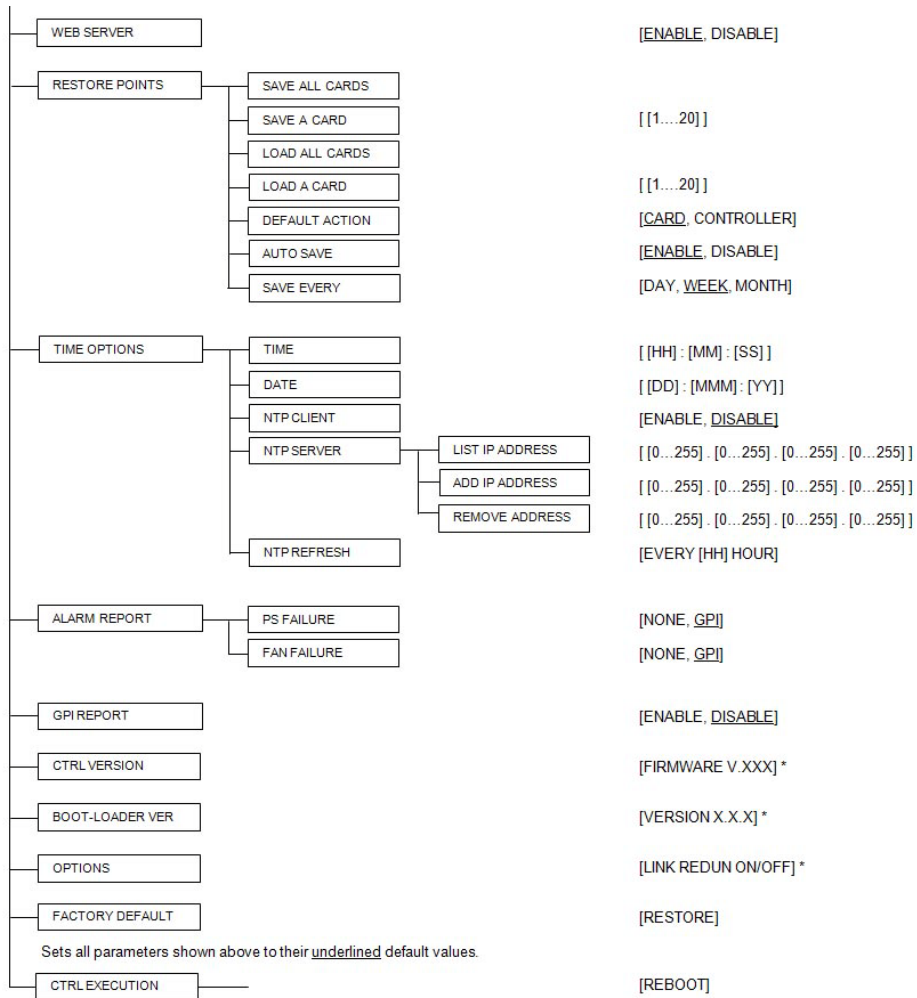 WEB SERVER [ENABLE, DISABLE]
RESTORE POINTS SAVE ALL CARDS
SAVE A CARD [ [1....20] ]
LOAD ALL CARDS
LOAD A CARD [ [1....20] ]
DEFAULT ACTION [CARD, CONTROLLER]
AUTO SAVE [ENABLE, DISABLE]
SAVE EVERY [DAY, WEEK, MONTH]
TIME OPTIONS TIME [ [HH] : [MM] : [SS] ]
DATE [ [DD] : [MMM] : [YY] ]
NTP CLIENT [ENABLE, DISABLE]
NTP SERVER LIST IP ADDRESS [ [0...255] . [0...255] . [0...255] . [0...255] ]
ADD IP ADDRESS [ [0...255] . [0...255] . [0...255] . [0...255] ]
REMOVE ADDRESS [ [0...255] . [0...255] . [0...255] . [0...255] ]
NTP REFRESH [EVERY [HH] HOUR]
ALARM REPORT PS FAILURE [NONE, GPI]
FAN FAILURE [NONE, GPI]
GPI REPORT [ENABLE, DISABLE]
CTRL VERSION [FIRMWARE V.XXX] *
BOOT-LOADER VER [VERSION X.X.X] *
OPTIONS [LINK REDUN ON/OFF] *
FACTORY DEFAULT [RESTORE]
Sets all parameters shown above to their underlined default values.
CTRL EXECUTION [REBOOT]